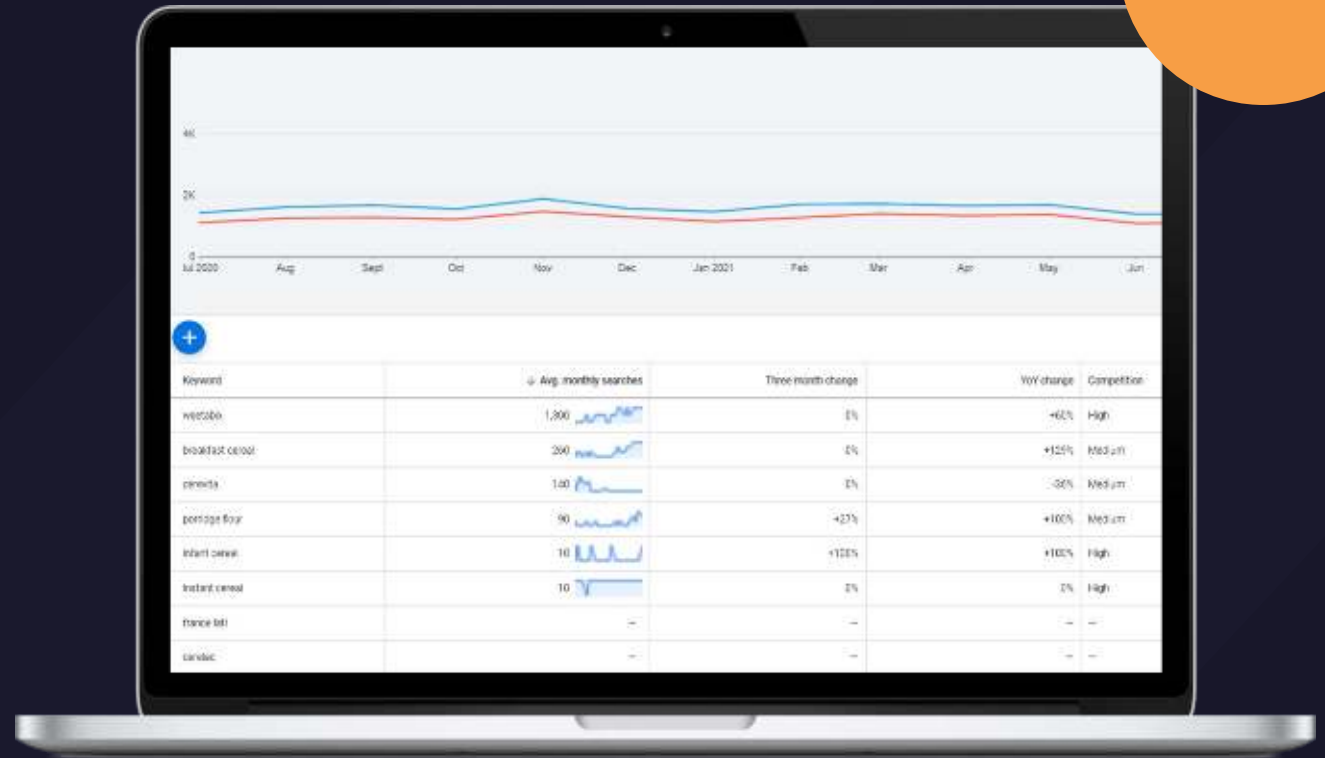 4K
2K
0
Jul 2020 Aug Sept Oct Nov Dec Jan 2021 Feb Mar Apr May Jun
+
Keyword ↓ Avg. monthly searches Three month change YoY change Competition
weetabix 1,300 0% +60% High
breakfast cereal 260 0% Medium
140 0% -36% Medium
porridge flour 90 +27% +100% Medium
infant cereal 10 +100% +100% High
instant cereal 10 0% 0% High
– – – –
cerelac – – – –